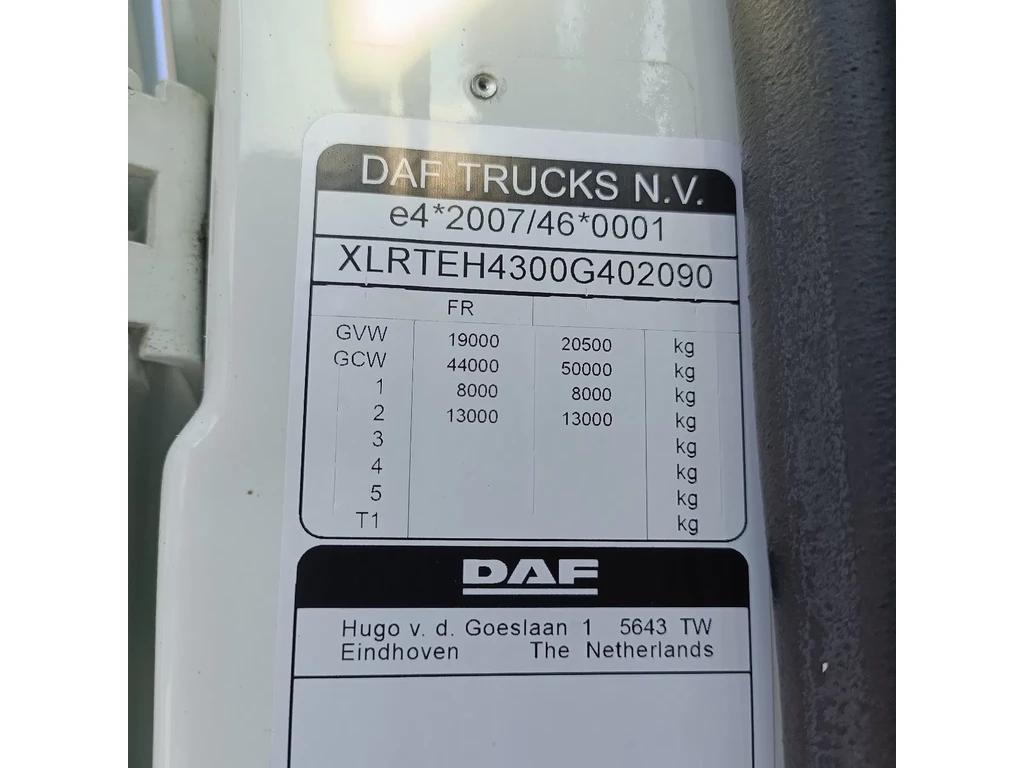 DAF TRUCKS N.V.
e4*2007/46*0001
XLRTEH4300G402090
FR
GVW 19000 20500 kg
GCW 44000 50000 kg
1 8000 8000 kg
2 13000 13000 kg
3 kg
4 kg
5 kg
T1 kg
DAF
Hugo v. d. Goeslaan 1 5643 TW
Eindhoven The Netherlands